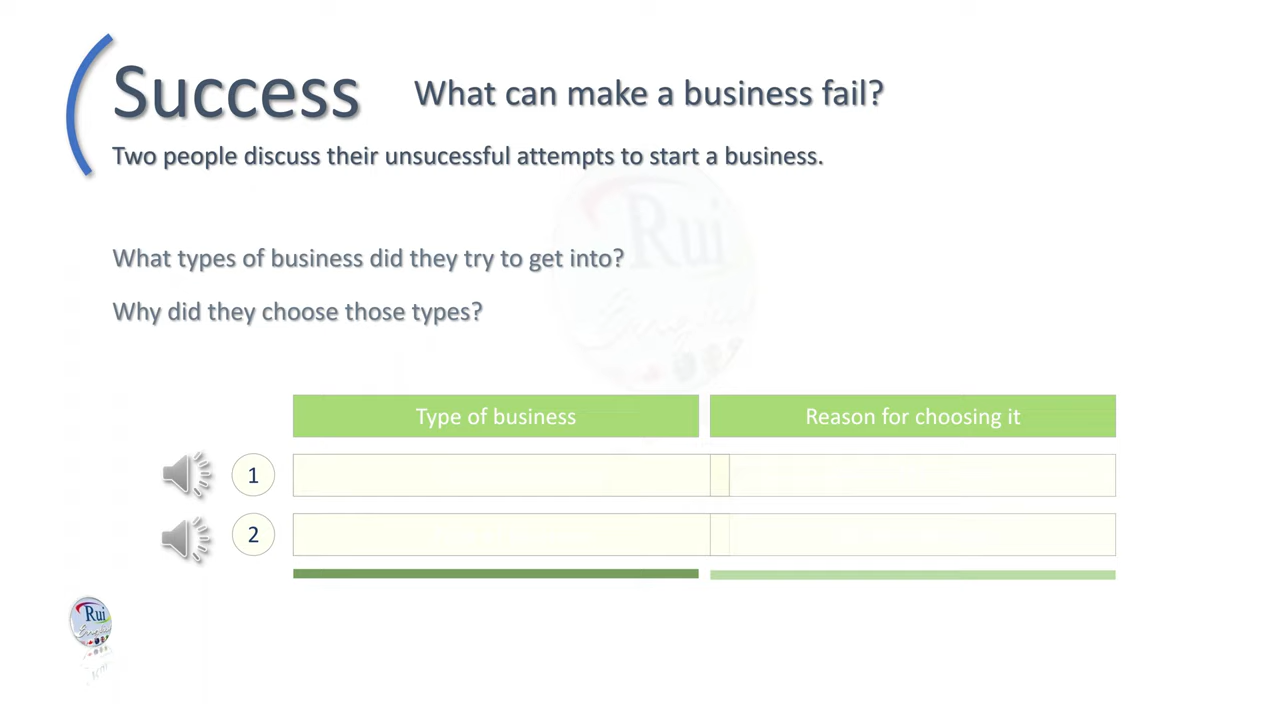 Success
What can make a business fail?
Two people discuss their unsucessful attempts to start a business.
Rui
What types of business did they try to get into?
Why did they choose those types?
Type of business
Reason for choosing it
1
2
Rui